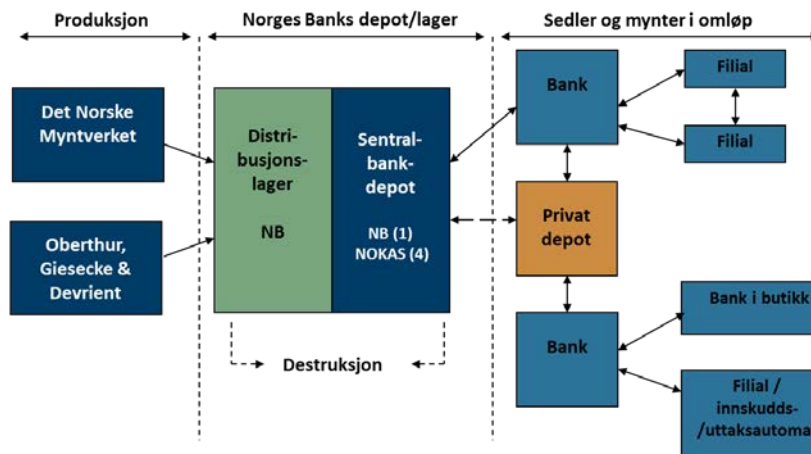 Produksjon
Norges Banks depot/lager
Sedler og mynter i omløp
Det Norske
Myntverket
Oberthur,
Giesecke &
Devrient
Distri-
busjons-
lager
NB
Sentral-
bank-
depot
NB (1)
NOKAS (4)
Destruksjon
Bank
Filial
Filial
Privat
depot
Bank
Bank i butikk
Filial /
innskudds-
/uttaksautoma